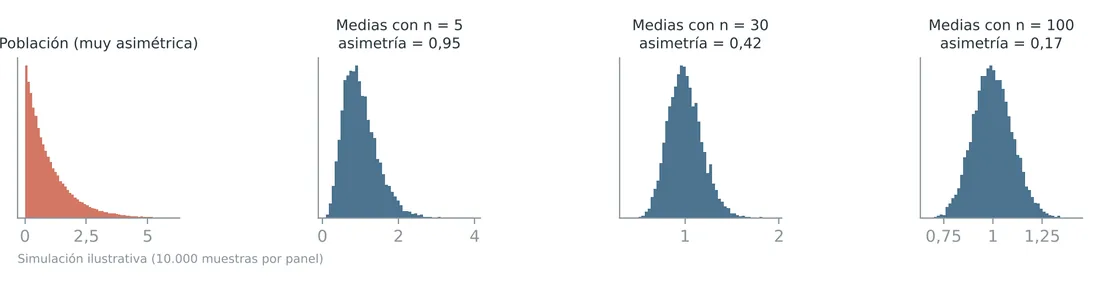 Población (muy asimétrica)
Medias con n = 5
asimetría = 0,95
Medias con n = 30
asimetría = 0,42
Medias con n = 100
asimetría = 0,17
0 2,5 5
0 2 4
1 2
0,75 1 1,25
Simulación ilustrativa (10.000 muestras por panel)